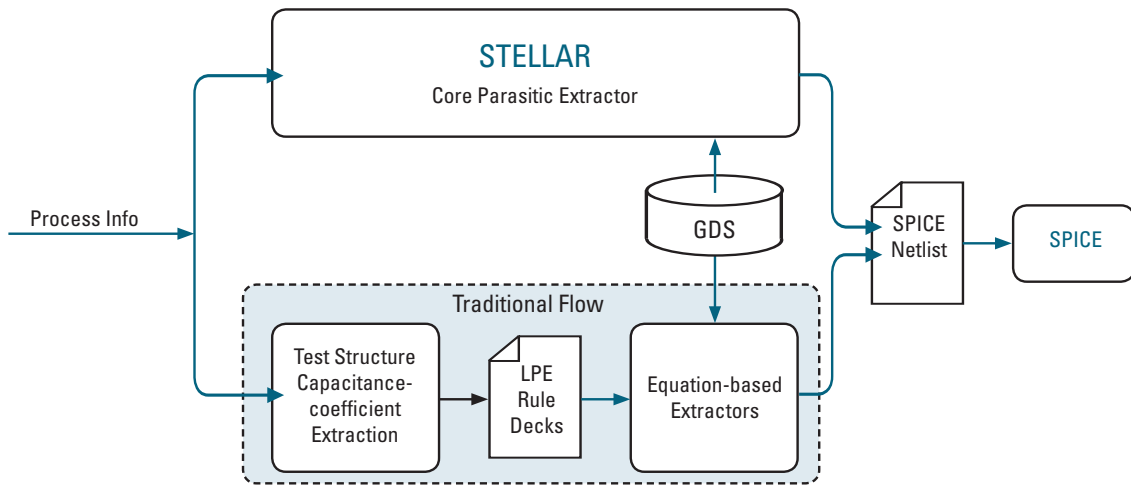 STELLAR
Core Parasitic Extractor
Process Info
GDS
SPICE
Netlist
SPICE
Traditional Flow
Test Structure
Capacitance-
coefficient
Extraction
LPE
Rule
Decks
Equation-based
Extractors